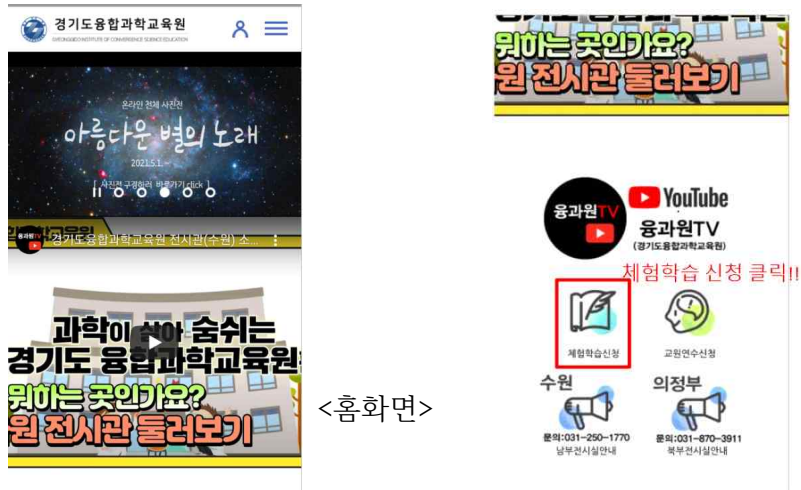 경기도융합과학교육원
GYEONGGIDO INSTITUTE OF CONVERGENCE SCIENCE EDUCATION
온라인 천체 사진전
아름다운 별의 노래
2021.5.1.~
[ 사진전 구경하러 바로가기 click ]
융과원TV
경기도융합과학교육원 전시관(수원) 소...
과학이 살아 숨쉬는
경기도 융합과학교육원
뭐하는 곳인가요?
원 전시관 둘러보기
<홈화면>
뭐하는 곳인가요?
원 전시관 둘러보기
융과원TV
YouTube
융과원TV
(경기도융합과학교육원)
체험학습 신청 클릭!!
체험학습신청
교원연수신청
수원
의정부
문의:031-250-1770
문의:031-870-3911
남부전시실안내
북부전시실안내